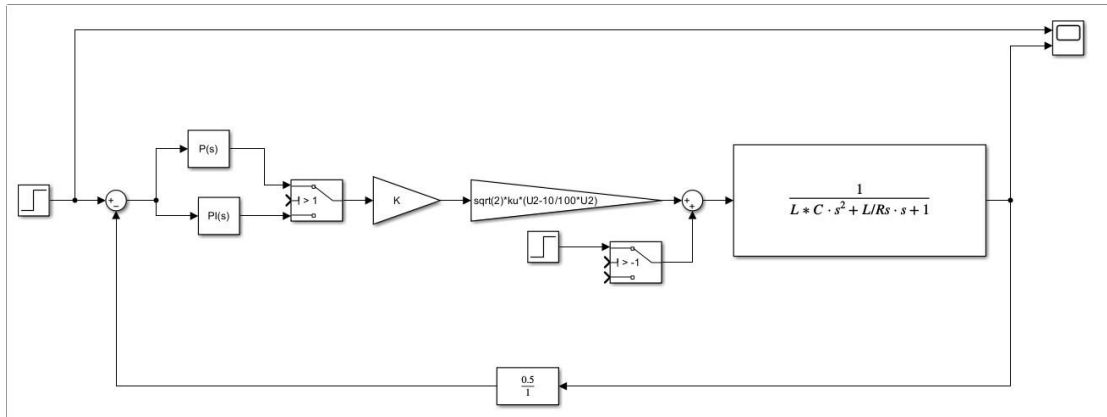 P(s)
PI(s)
> 1
K
sqrt(2)*ku*(U2-10/100*U2)
> -1
1
L * C · s² + L/Rs · s + 1
0.5
1